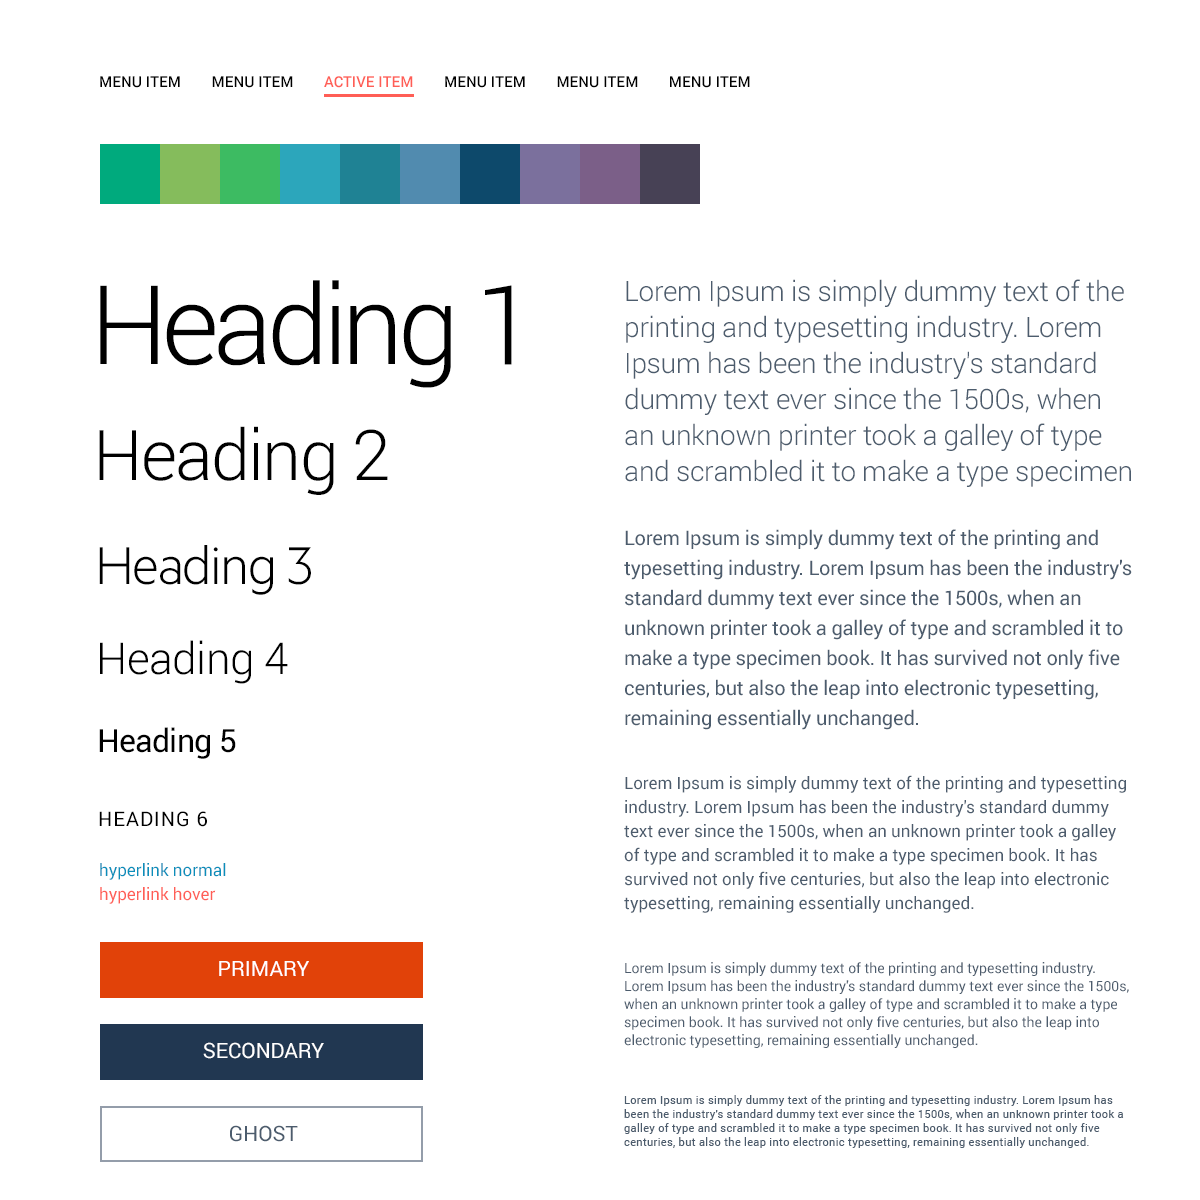 MENU ITEM MENU ITEM ACTIVE ITEM MENU ITEM MENU ITEM MENU ITEM
Heading 1
Heading 2
Heading 3
Heading 4
Heading 5
HEADING 6
hyperlink normal
hyperlink hover
PRIMARY
SECONDARY
GHOST
Lorem Ipsum is simply dummy text of the
printing and typesetting industry. Lorem
Ipsum has been the industry's standard
dummy text ever since the 1500s, when
an unknown printer took a galley of type
and scrambled it to make a type specimen
Lorem Ipsum is simply dummy text of the printing and
typesetting industry. Lorem Ipsum has been the industry's
standard dummy text ever since the 1500s, when an
unknown printer took a galley of type and scrambled it to
make a type specimen book. It has survived not only five
centuries, but also the leap into electronic typesetting,
remaining essentially unchanged.
Lorem Ipsum is simply dummy text of the printing and typesetting
industry. Lorem Ipsum has been the industry's standard dummy
text ever since the 1500s, when an unknown printer took a galley
of type and scrambled it to make a type specimen book. It has
survived not only five centuries, but also the leap into electronic
typesetting, remaining essentially unchanged.
Lorem Ipsum is simply dummy text of the printing and typesetting industry.
Lorem Ipsum has been the industry's standard dummy text ever since the 1500s,
when an unknown printer took a galley of type and scrambled it to make a type
specimen book. It has survived not only five centuries, but also the leap into
electronic typesetting, remaining essentially unchanged.
Lorem Ipsum is simply dummy text of the printing and typesetting industry. Lorem Ipsum has
been the industry's standard dummy text ever since the 1500s, when an unknown printer took a
galley of type and scrambled it to make a type specimen book. It has survived not only five
centuries, but also the leap into electronic typesetting, remaining essentially unchanged.